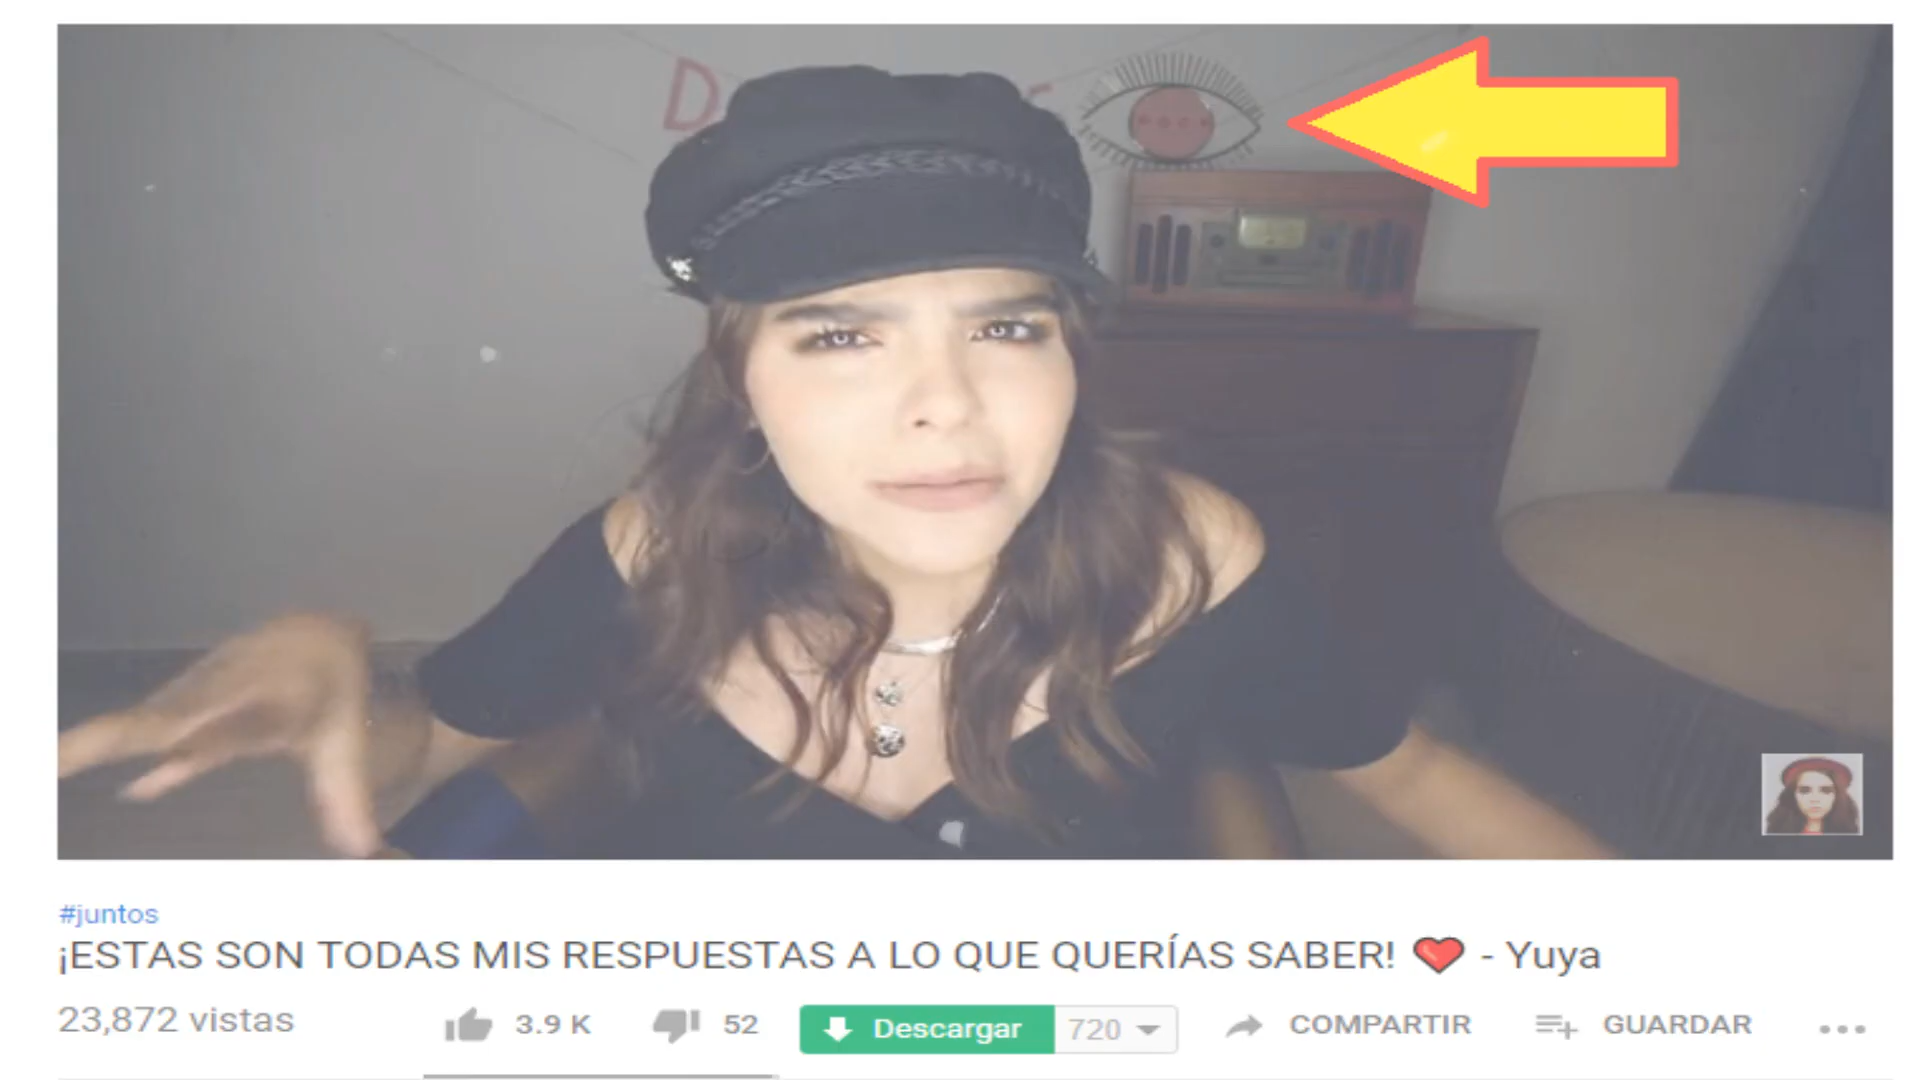 D
#juntos
¡ESTAS SON TODAS MIS RESPUESTAS A LO QUE QUERÍAS SABER! ❤ - Yuya
23,872 vistas
3.9 K
52
Descargar
720
COMPARTIR
GUARDAR